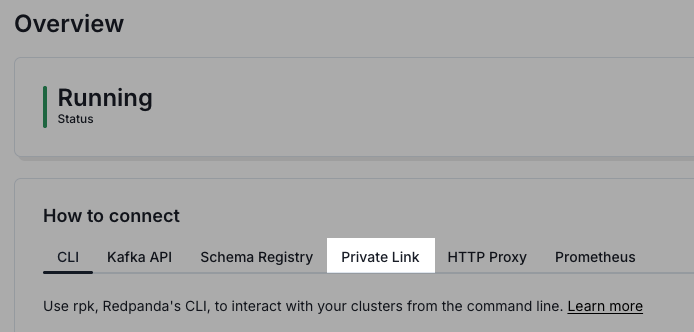 Overview
Running
Status
How to connect
CLI Kafka API Schema Registry Private Link HTTP Proxy Prometheus
Use rpk, Redpanda's CLI, to interact with your clusters from the command line. Learn more